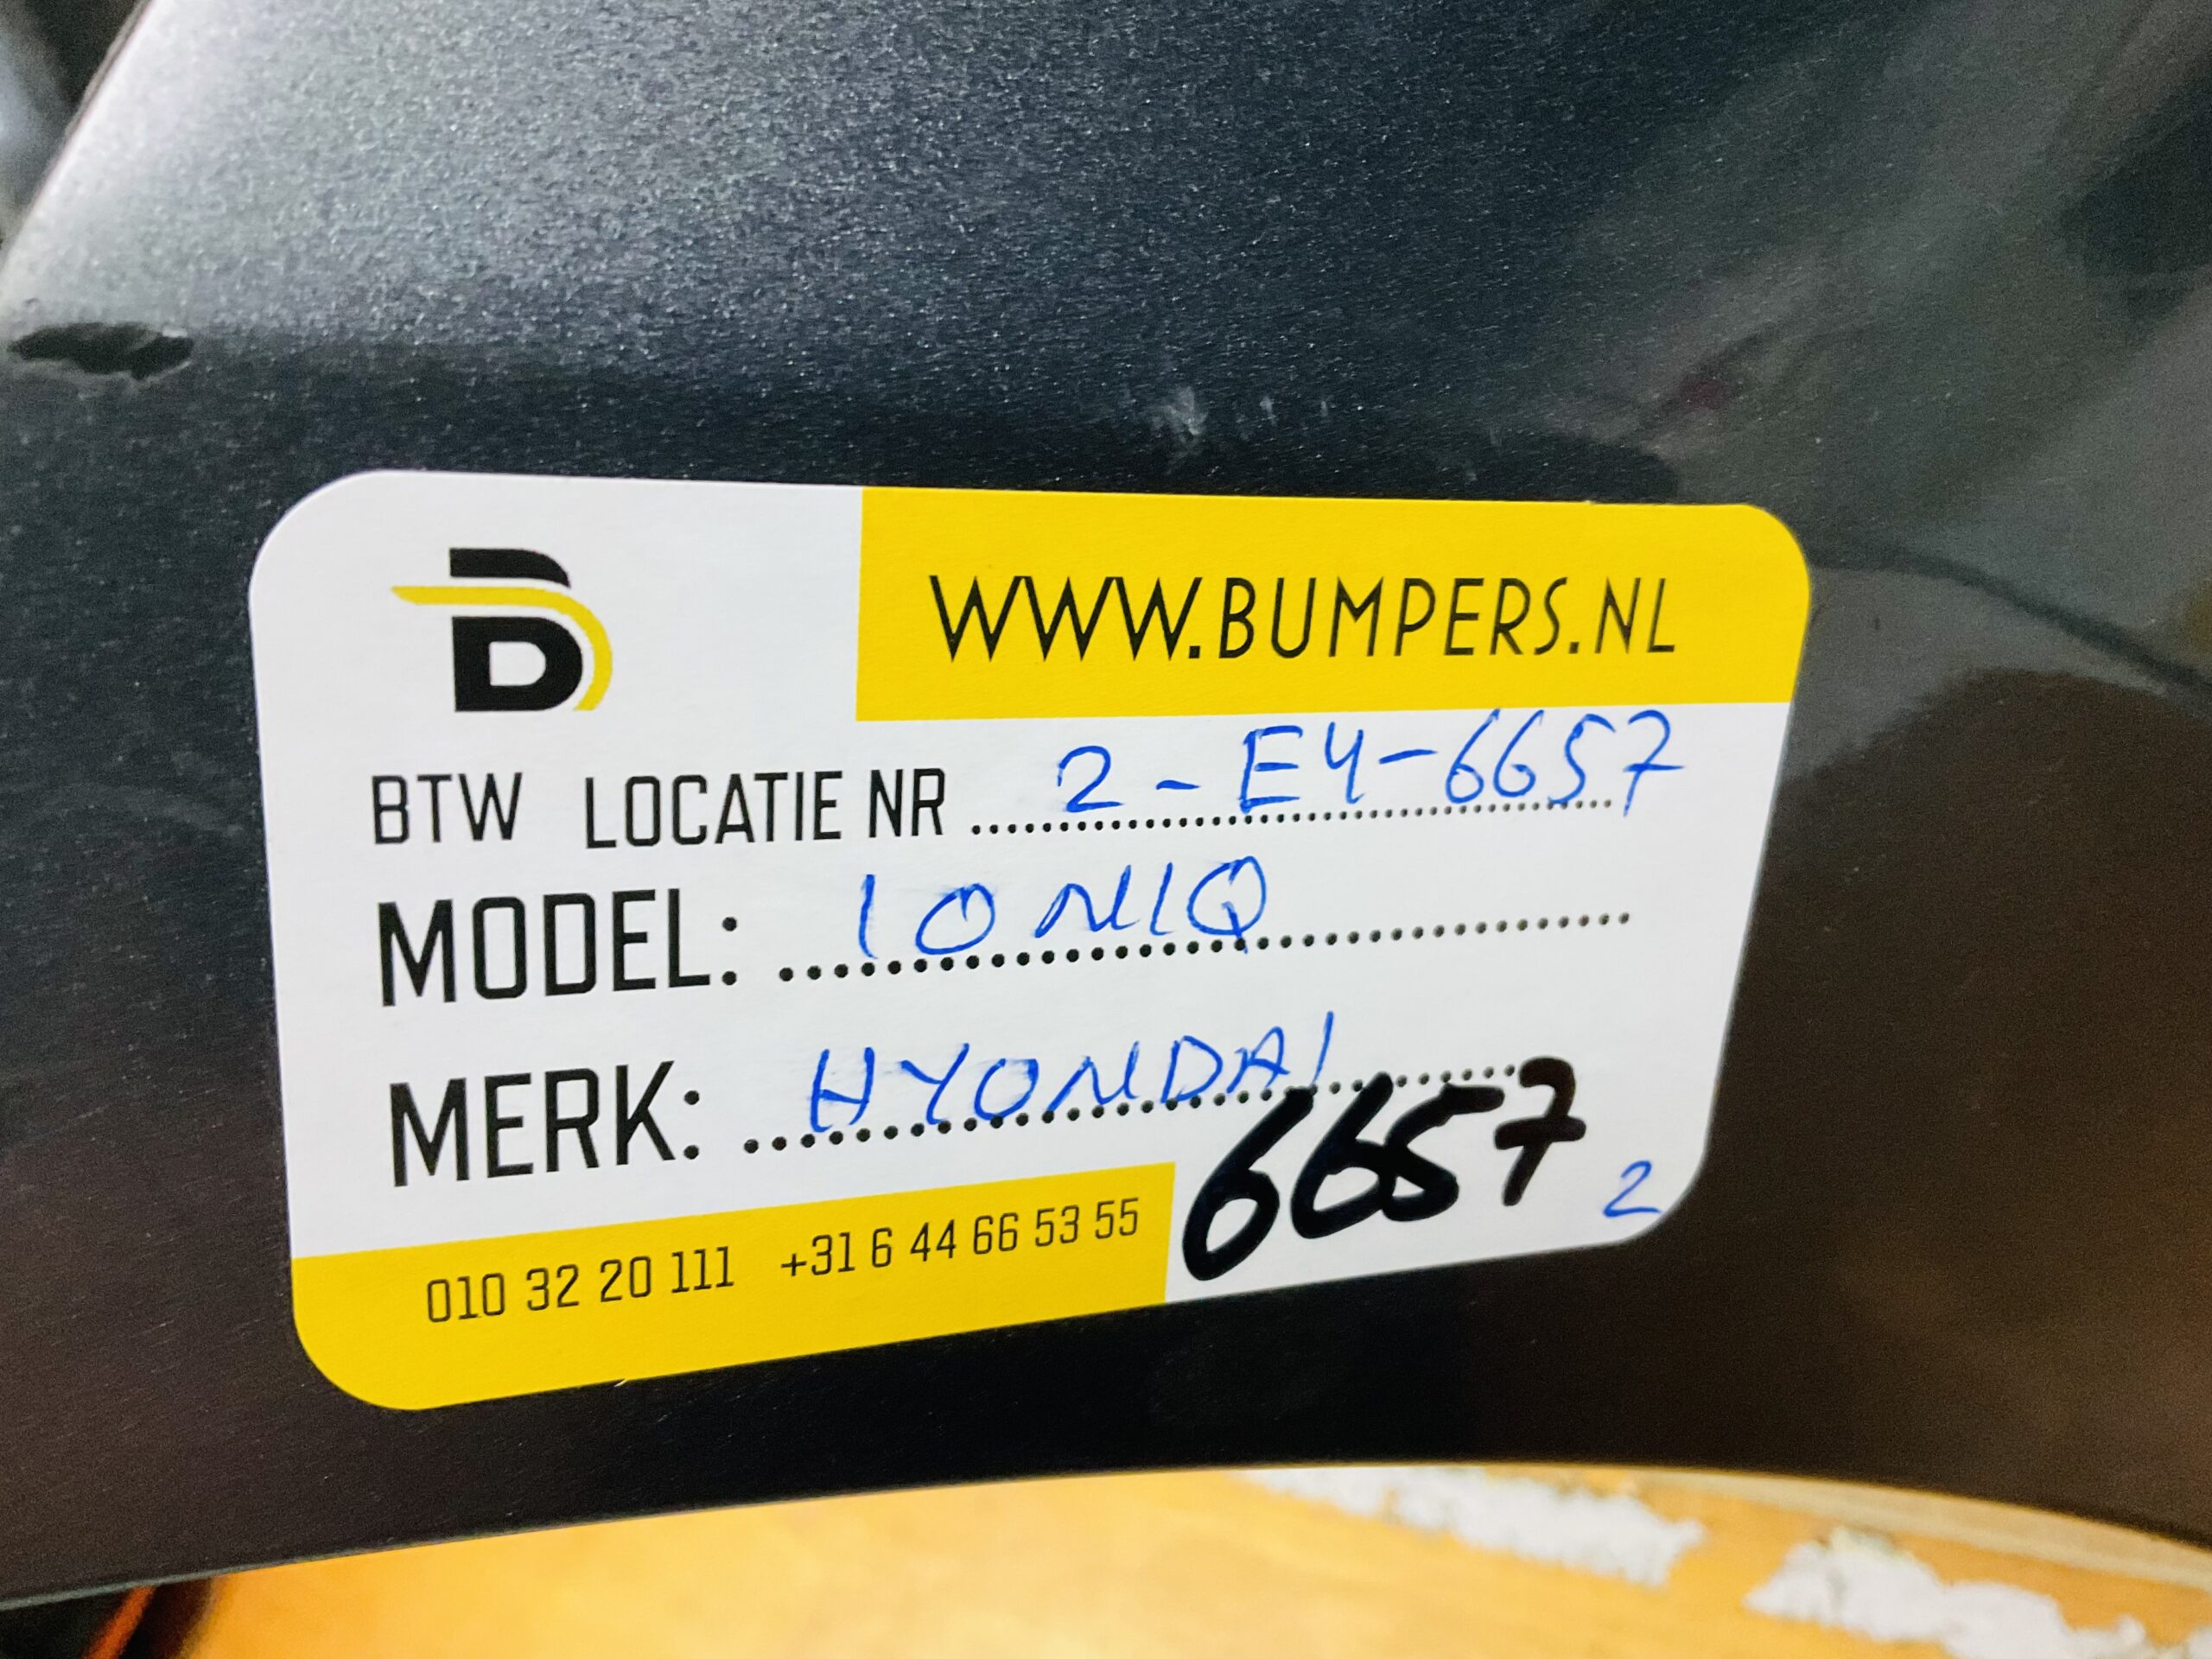 B
WWW.BUMPERS.NL
BTW LOCATIE NR 2-E4-6657
MODEL: IONIQ
MERK: HYONDAI
6657 2
010 32 20 111 +31 6 44 66 53 55